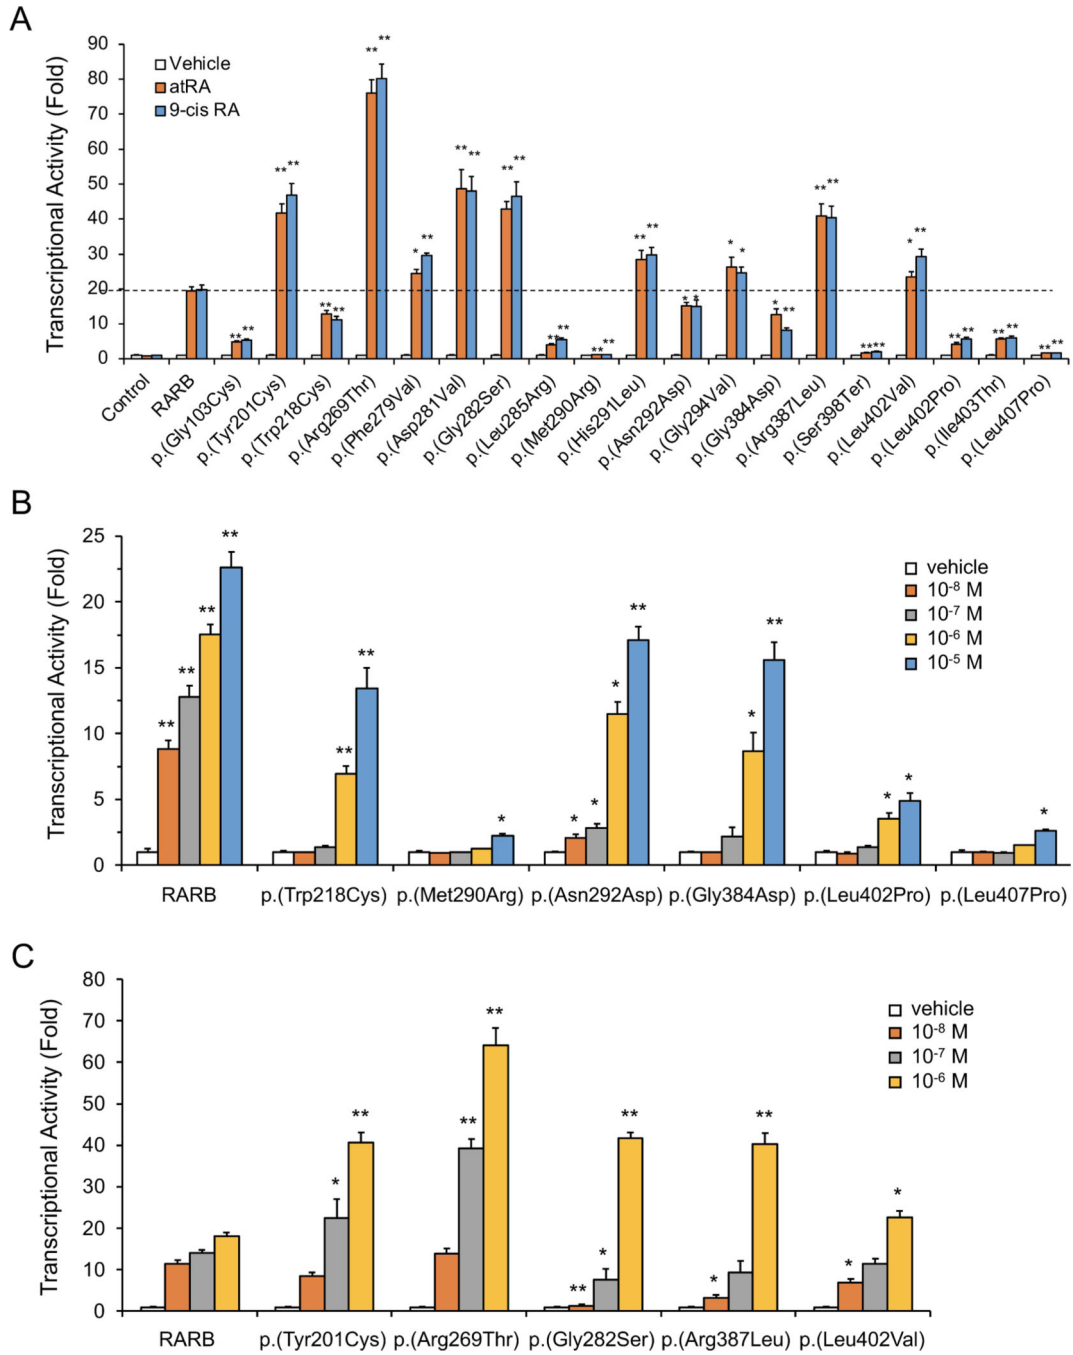 A
Transcriptional Activity (Fold)
90
80
70
60
50
40
30
20
10
0
Vehicle
atRA
9-cis RA
** ** ** ** ** ** ** ** * ** ** ** ** ** ** ** ** ** ** ** * * * * * ** ** ** ** ** * ** ** ** ** ** ** **
Control
RARB
p.(Gly103Cys)
p.(Tyr201Cys)
p.(Trp218Cys)
p.(Arg269Thr)
p.(Phe279Val)
p.(Asp281Val)
p.(Gly282Ser)
p.(Leu285Arg)
p.(Met290Arg)
p.(His291Leu)
p.(Asn292Asp)
p.(Gly294Val)
p.(Gly384Asp)
p.(Arg387Leu)
p.(Ser398Ter)
p.(Leu402Val)
p.(Leu402Pro)
p.(Ile403Thr)
p.(Leu407Pro)
B
Transcriptional Activity (Fold)
25
20
15
10
5
0
vehicle
10-8 M
10-7 M
10-6 M
10-5 M
** ** ** ** ** ** * * * * ** * ** * * *
RARB p.(Trp218Cys) p.(Met290Arg) p.(Asn292Asp) p.(Gly384Asp) p.(Leu402Pro) p.(Leu407Pro)
C
Transcriptional Activity (Fold)
80
70
60
50
40
30
20
10
0
vehicle
10-8 M
10-7 M
10-6 M
* ** ** ** ** * ** * ** * *
RARB p.(Tyr201Cys) p.(Arg269Thr) p.(Gly282Ser) p.(Arg387Leu) p.(Leu402Val)